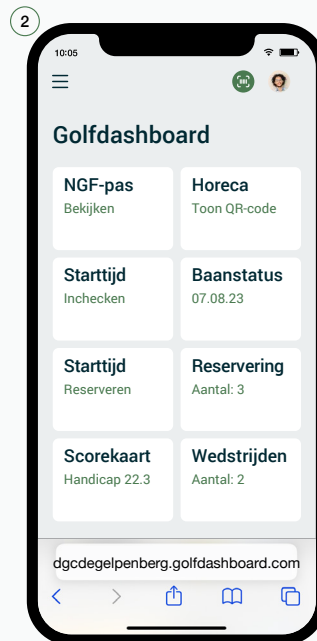 2
10:05
Golfdashboard
NGF-pas
Bekijken
Horeca
Toon QR-code
Starttijd
Inchecken
Baanstatus
07.08.23
Starttijd
Reserveren
Reservering
Aantal: 3
Scorekaart
Handicap 22.3
Wedstrijden
Aantal: 2
dgcdegelpenberg.golfdashboard.com